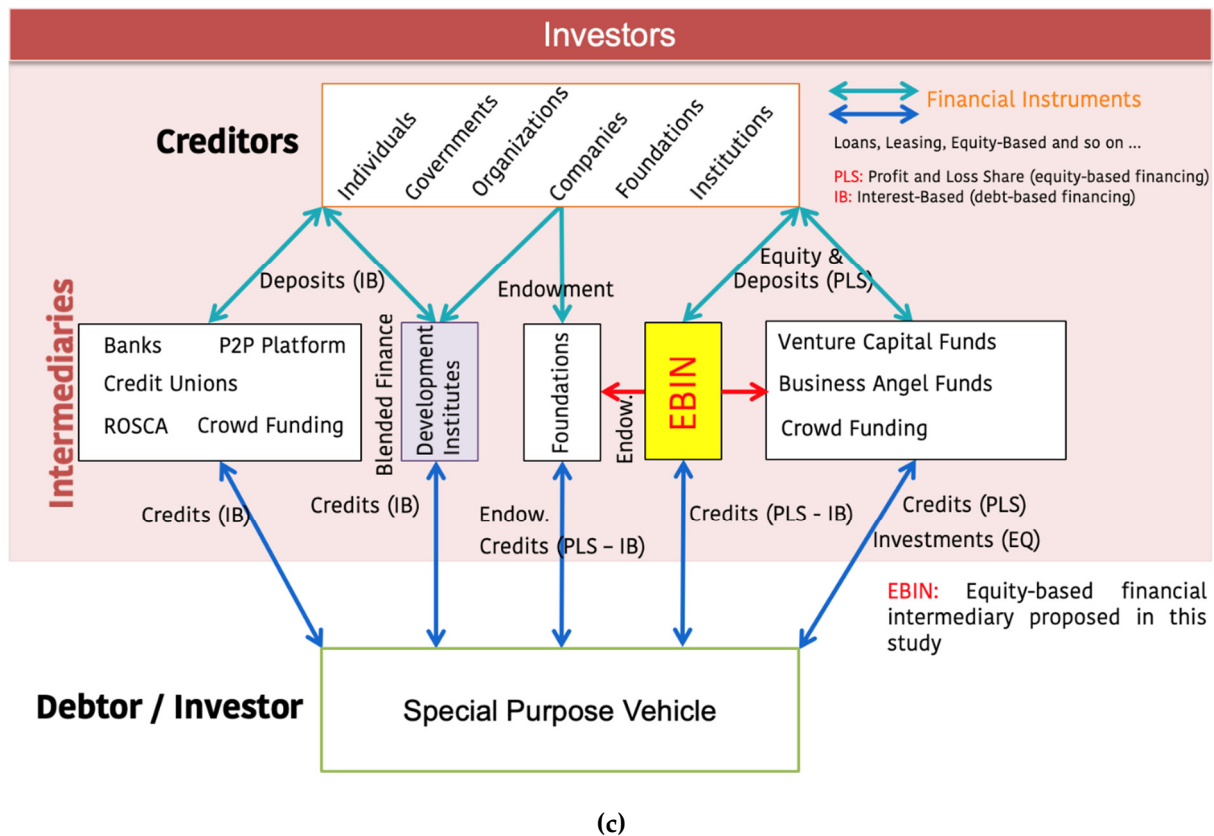 Investors
Creditors
Individuals
Governments
Organizations
Companies
Foundations
Institutions
Financial Instruments
Loans, Leasing, Equity-Based and so on ...
PLS: Profit and Loss Share (equity-based financing)
IB: Interest-Based (debt-based financing)
Deposits (IB)
Endowment
Equity &
Deposits (PLS)
Intermediaries
Banks P2P Platform
Credit Unions
ROSCA Crowd Funding
Blended Finance
Development
Institutes
Foundations
Endow.
EBIN
Venture Capital Funds
Business Angel Funds
Crowd Funding
Credits (IB)
Credits (IB)
Endow.
Credits (PLS – IB)
Credits (PLS - IB)
Credits (PLS)
Investments (EQ)
EBIN: Equity-based financial
intermediary proposed in this
study
Debtor / Investor
Special Purpose Vehicle
(c)